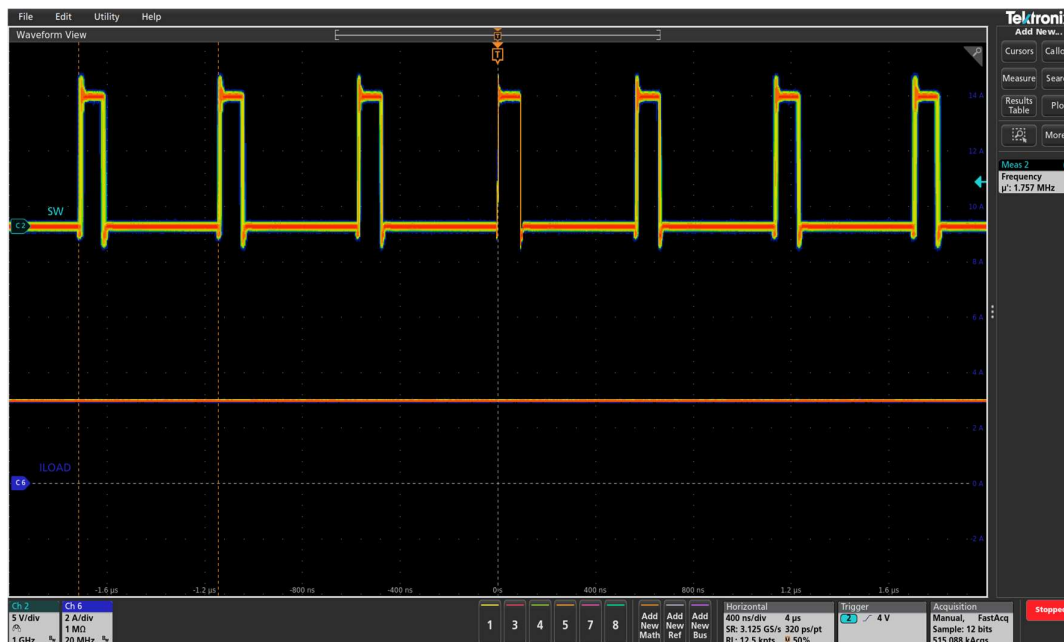 File Edit Utility Help
Tektronix
Waveform View
Add New...
T
T
Cursors Callo
Measure Sear
Results Table Plo
More
Meas 2
Frequency
µ': 1.757 MHz
14 A
12 A
10 A
8 A
6 A
4 A
2 A
0 A
-2 A
SW
C2
ILOAD
C6
-1.6 µs -1.2 µs -800 ns -400 ns 0 s 400 ns 800 ns 1.2 µs 1.6 µs
Ch 2
5 V/div
1 GHz
Ch 6
2 A/div
1 MΩ
20 MHz
1 3 4 5 7 8
Add New Math
Add New Ref
Add New Bus
Horizontal
400 ns/div 4 µs
SR: 3.125 GS/s 320 ps/pt
RL: 12.5 kpts 50%
Trigger
2 4 V
Acquisition
Manual, FastAcq
Sample: 12 bits
515.088 kAcqs
Stopped